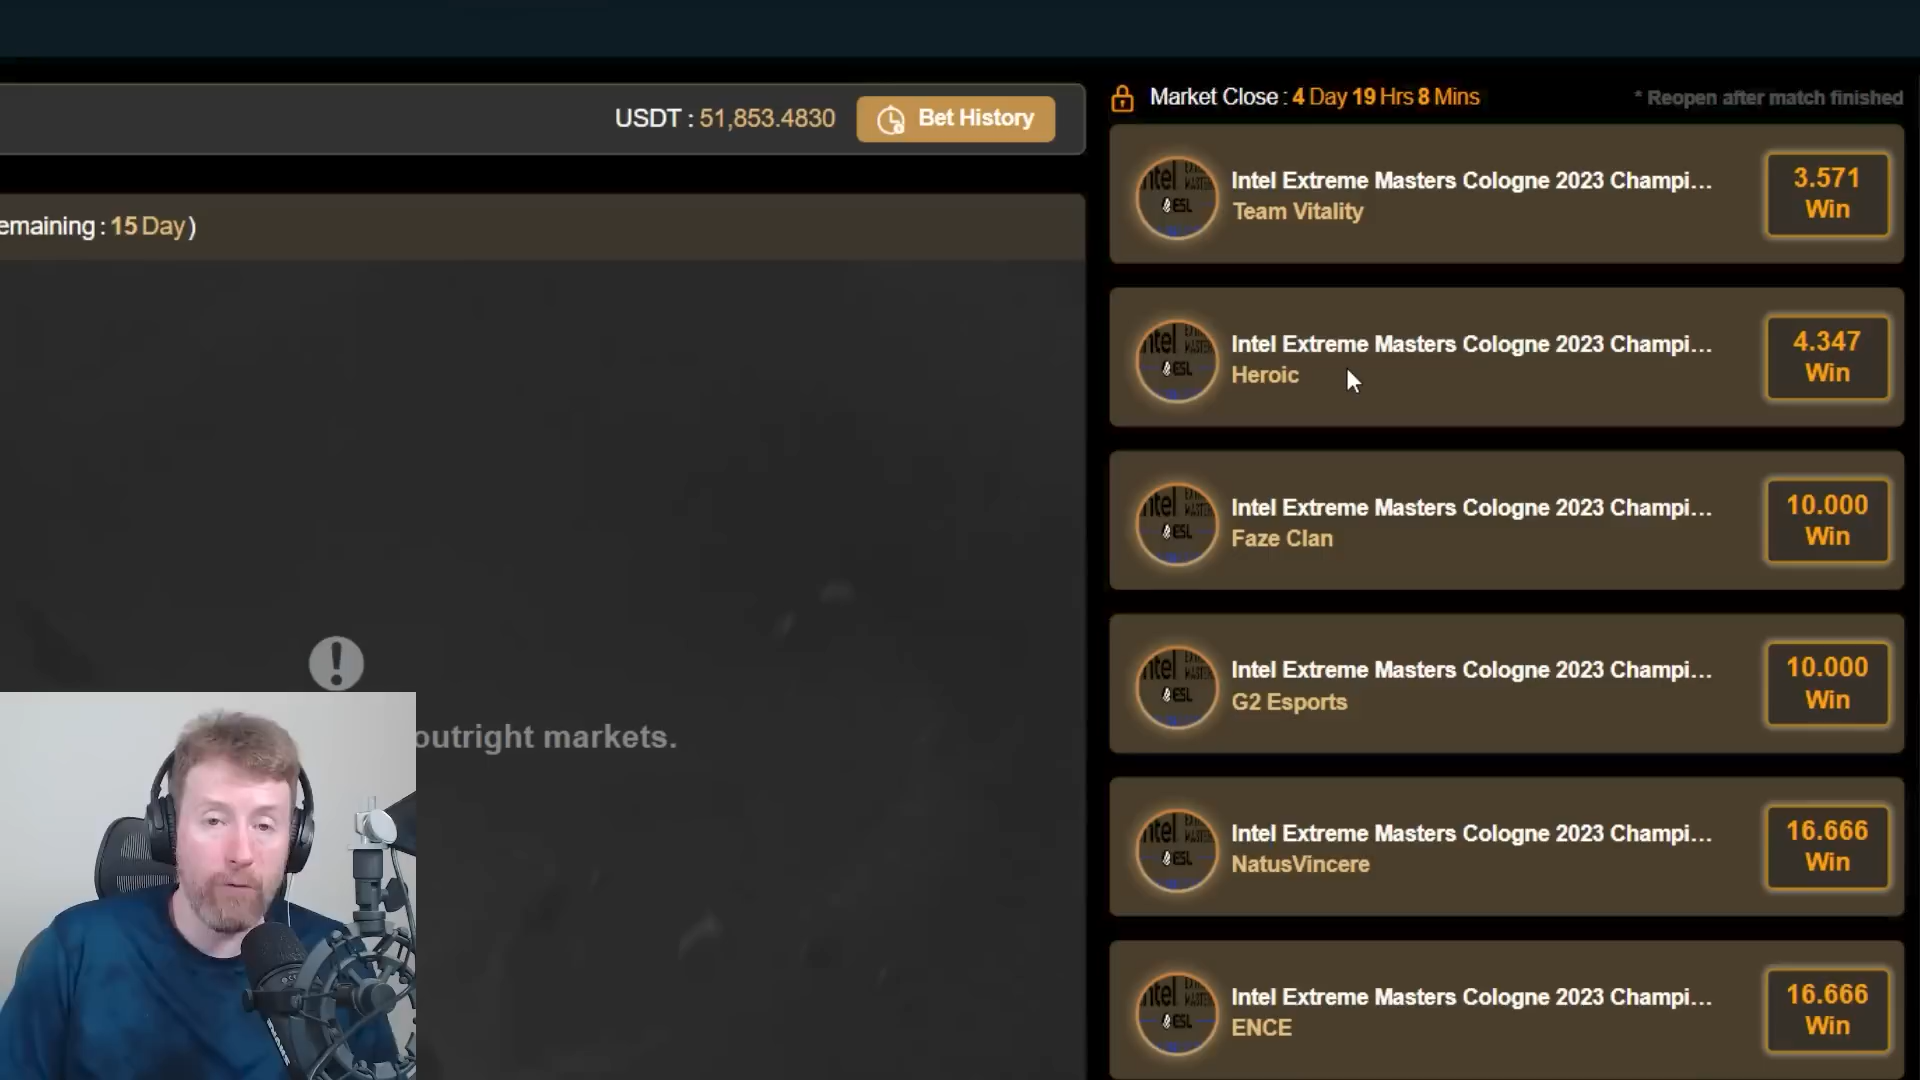 USDT : 51,853.4830
Bet History
emaining : 15 Day )
outright markets.
Market Close : 4 Day 19 Hrs 8 Mins
* Reopen after match finished
Intel Extreme Masters Cologne 2023 Champi...
Team Vitality
3.571
Win
Intel Extreme Masters Cologne 2023 Champi...
Heroic
4.347
Win
Intel Extreme Masters Cologne 2023 Champi...
Faze Clan
10.000
Win
Intel Extreme Masters Cologne 2023 Champi...
G2 Esports
10.000
Win
Intel Extreme Masters Cologne 2023 Champi...
NatusVincere
16.666
Win
Intel Extreme Masters Cologne 2023 Champi...
ENCE
16.666
Win